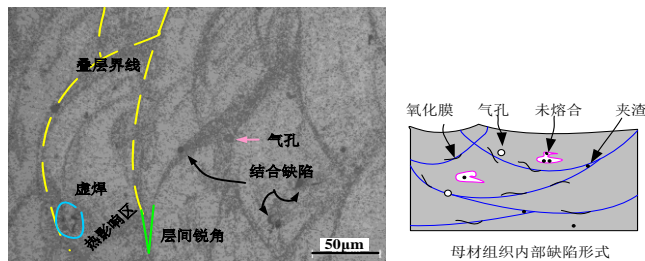 叠层界线
气孔
结合缺陷
虚焊
热影响区
层间锐角
50μm
氧化膜
气孔
未熔合
夹渣
母材组织内部缺陷形式